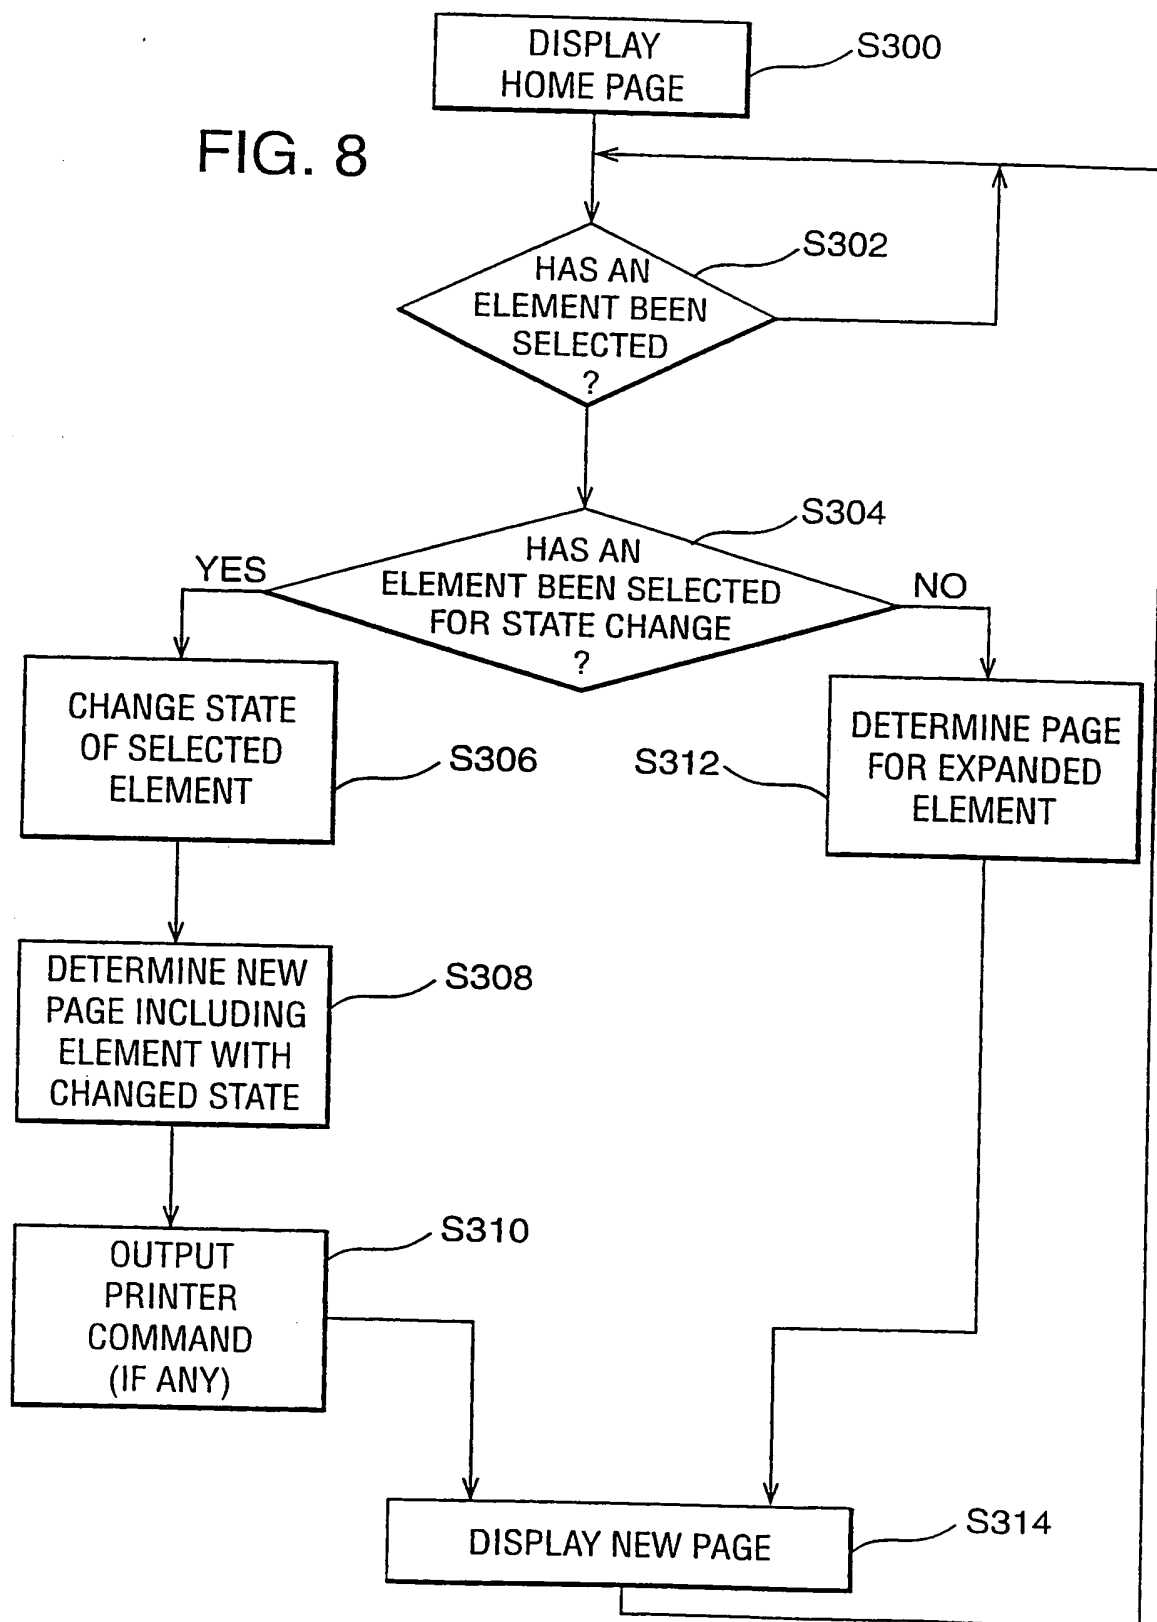 DISPLAY
HOME PAGE
S300
FIG. 8
S302
HAS AN
ELEMENT BEEN
SELECTED
?
S304
HAS AN
ELEMENT BEEN SELECTED
FOR STATE CHANGE
?
YES
NO
CHANGE STATE
OF SELECTED
ELEMENT
S306
S312
DETERMINE PAGE
FOR EXPANDED
ELEMENT
DETERMINE NEW
PAGE INCLUDING
ELEMENT WITH
CHANGED STATE
S308
OUTPUT
PRINTER
COMMAND
(IF ANY)
S310
DISPLAY NEW PAGE
S314